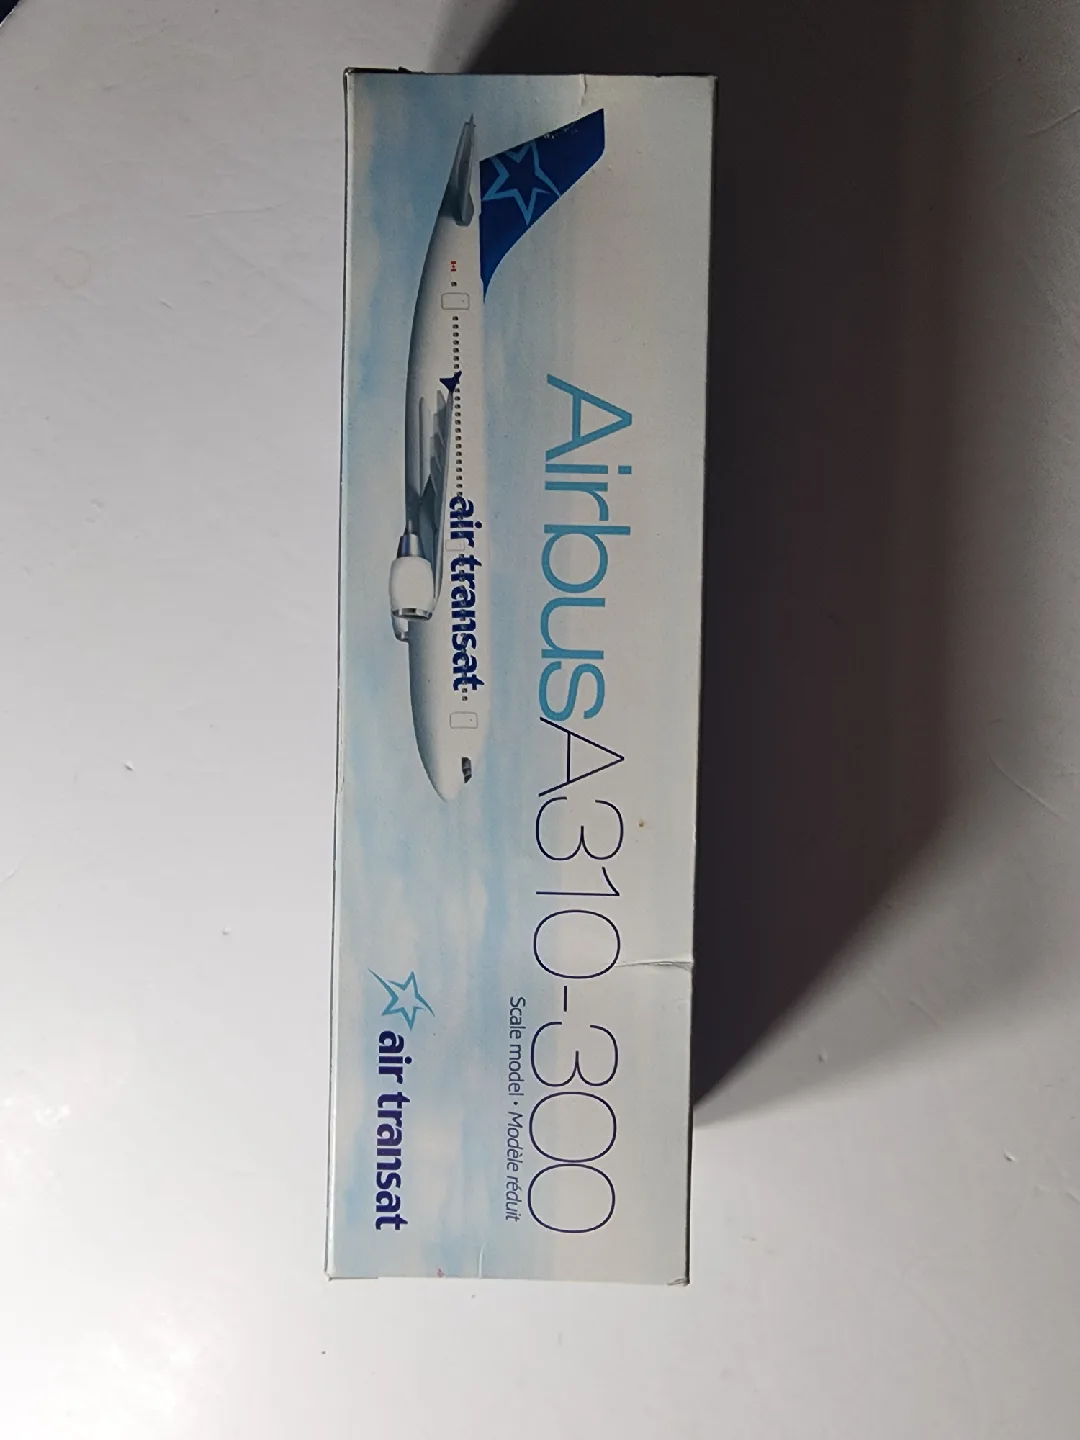 AirbusA310-300
Scale model • Modèle réduit
air transat
air transat